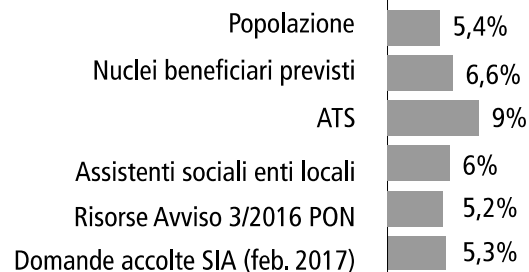 Popolazione 5,4%
Nuclei beneficiari previsti 6,6%
ATS 9%
Assistenti sociali enti locali 6%
Risorse Avviso 3/2016 PON 5,2%
Domande accolte SIA (feb. 2017) 5,3%